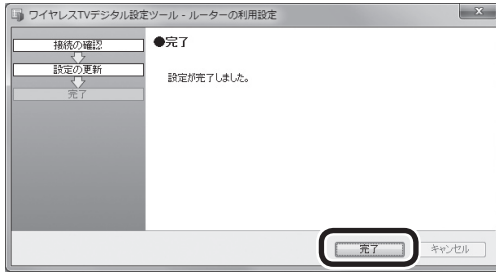 ワイヤレスTVデジタル設定ツール - ルーターの利用設定
接続の確認
設定の更新
完了
●完了
設定が完了しました。
完了
キャンセル